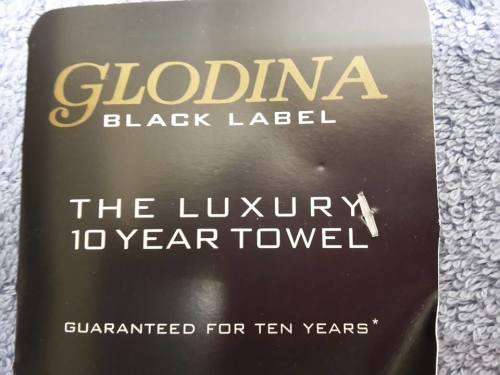 GLODINA
BLACK LABEL
THE LUXURY
10 YEAR TOWEL
GUARANTEED FOR TEN YEARS*